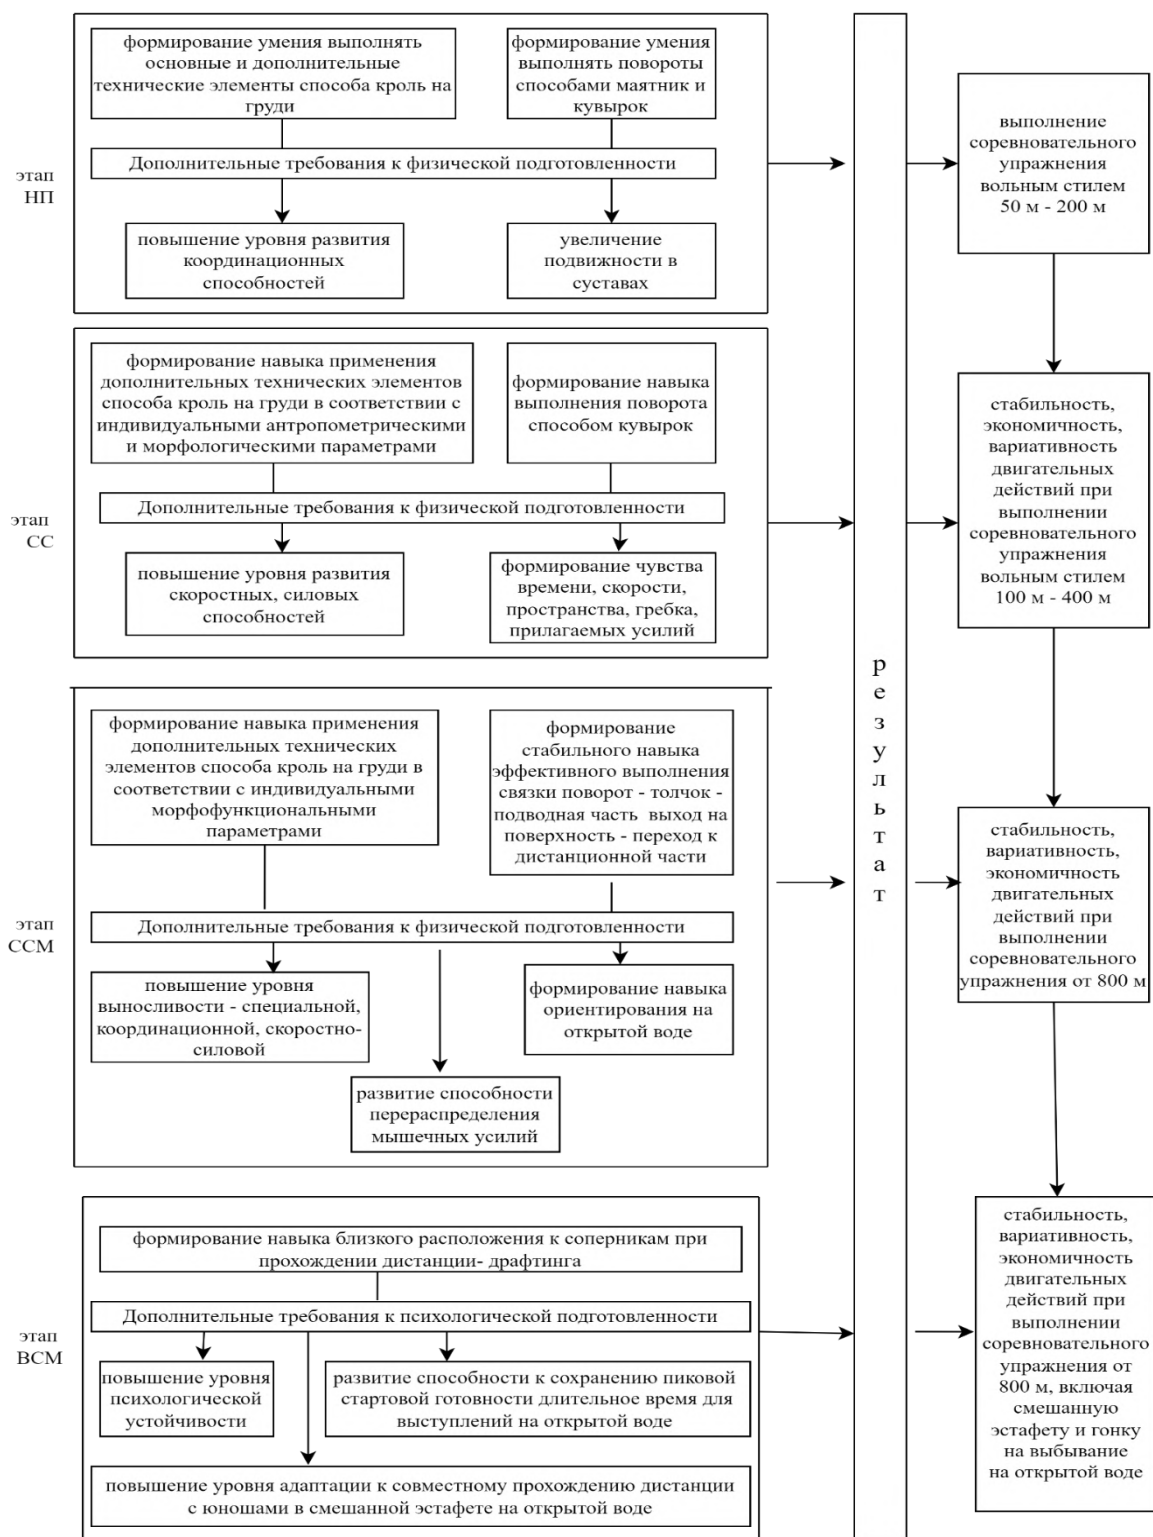 этап
НП
формирование умения выполнять
основные и дополнительные
технические элементы способа кроль на
груди
формирование умения
выполнять повороты
способами маятник и
кувырок
Дополнительные требования к физической подготовленности
повышение уровня развития
координационных
способностей
увеличение
подвижности в
суставах
выполнение
соревновательного
упражнения
вольным стилем
50 м - 200 м
этап
СС
формирование навыка применения
дополнительных технических элементов
способа кроль на груди в соответствии с
индивидуальными антропометрическими
и морфологическими параметрами
формирование навыка
выполнения поворота
способом кувырок
Дополнительные требования к физической подготовленности
повышение уровня развития
скоростных, силовых
способностей
формирование чувства
времени, скорости,
пространства, гребка,
прилагаемых усилий
стабильность,
экономичность,
вариативность
двигательных
действий при
выполнении
соревновательного
упражнения
вольным стилем
100 м - 400 м
результат
этап
ССМ
формирование навыка применения
дополнительных технических
элементов способа кроль на груди в
соответствии с индивидуальными
морфофункциональными
параметрами
формирование
стабильного навыка
эффективного выполнения
связки поворот - толчок -
подводная часть выход на
поверхность - переход к
дистанционной части
Дополнительные требования к физической подготовленности
повышение уровня
выносливости - специальной,
координационной, скоростно-
силовой
формирование навыка
ориентирования на
открытой воде
развитие способности
перераспределения
мышечных усилий
стабильность,
вариативность,
экономичность
двигательных
действий при
выполнении
соревновательного
упражнения от 800 м
этап
ВСМ
формирование навыка близкого расположения к соперникам при
прохождении дистанции- драфтинга
Дополнительные требования к психологической подготовленности
повышение уровня
психологической
устойчивости
развитие способности к сохранению пиковой
стартовой готовности длительное время для
выступлений на открытой воде
повышение уровня адаптации к совместному прохождению дистанции
с юношами в смешанной эстафете на открытой воде
стабильность,
вариативность,
экономичность
двигательных
действий при
выполнении
соревновательного
упражнения от
800 м, включая
смешанную
эстафету и гонку
на выбывание
на открытой воде